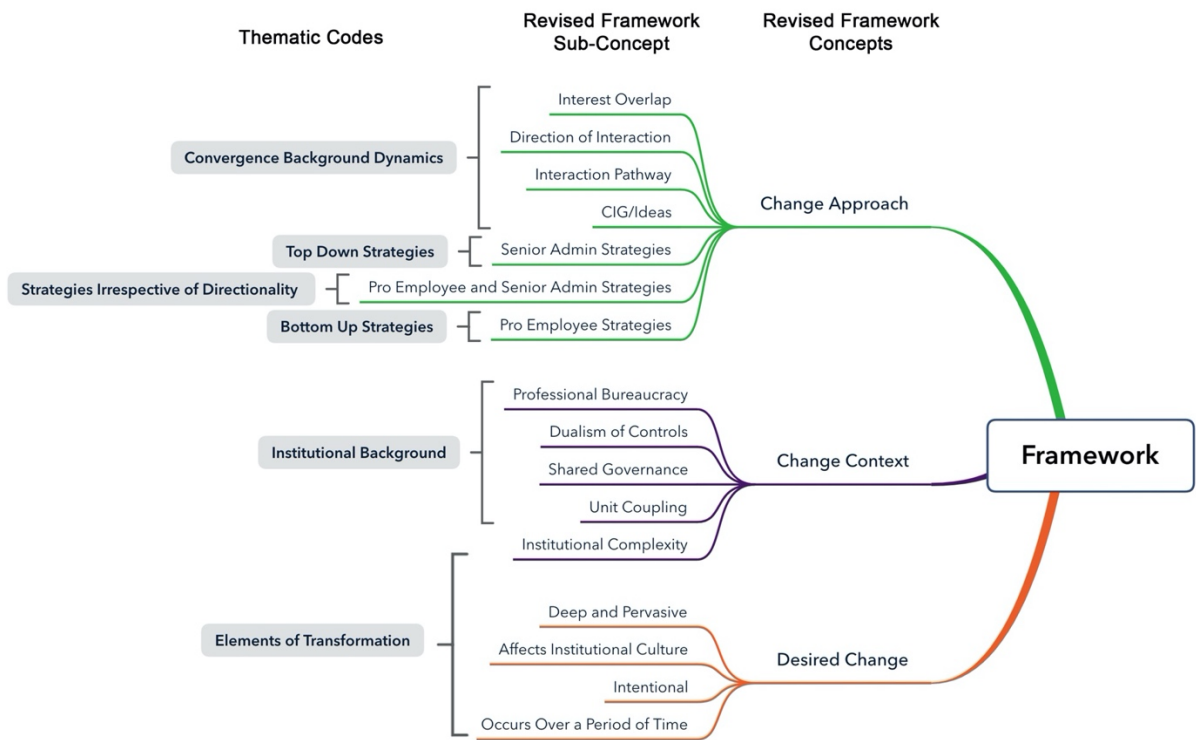 Thematic Codes
Revised Framework
Sub-Concept
Revised Framework
Concepts
Convergence Background Dynamics
Interest Overlap
Direction of Interaction
Interaction Pathway
CIG/Ideas
Top Down Strategies
Senior Admin Strategies
Strategies Irrespective of Directionality
Pro Employee and Senior Admin Strategies
Bottom Up Strategies
Pro Employee Strategies
Change Approach
Institutional Background
Professional Bureaucracy
Dualism of Controls
Shared Governance
Unit Coupling
Institutional Complexity
Change Context
Framework
Elements of Transformation
Deep and Pervasive
Affects Institutional Culture
Intentional
Occurs Over a Period of Time
Desired Change